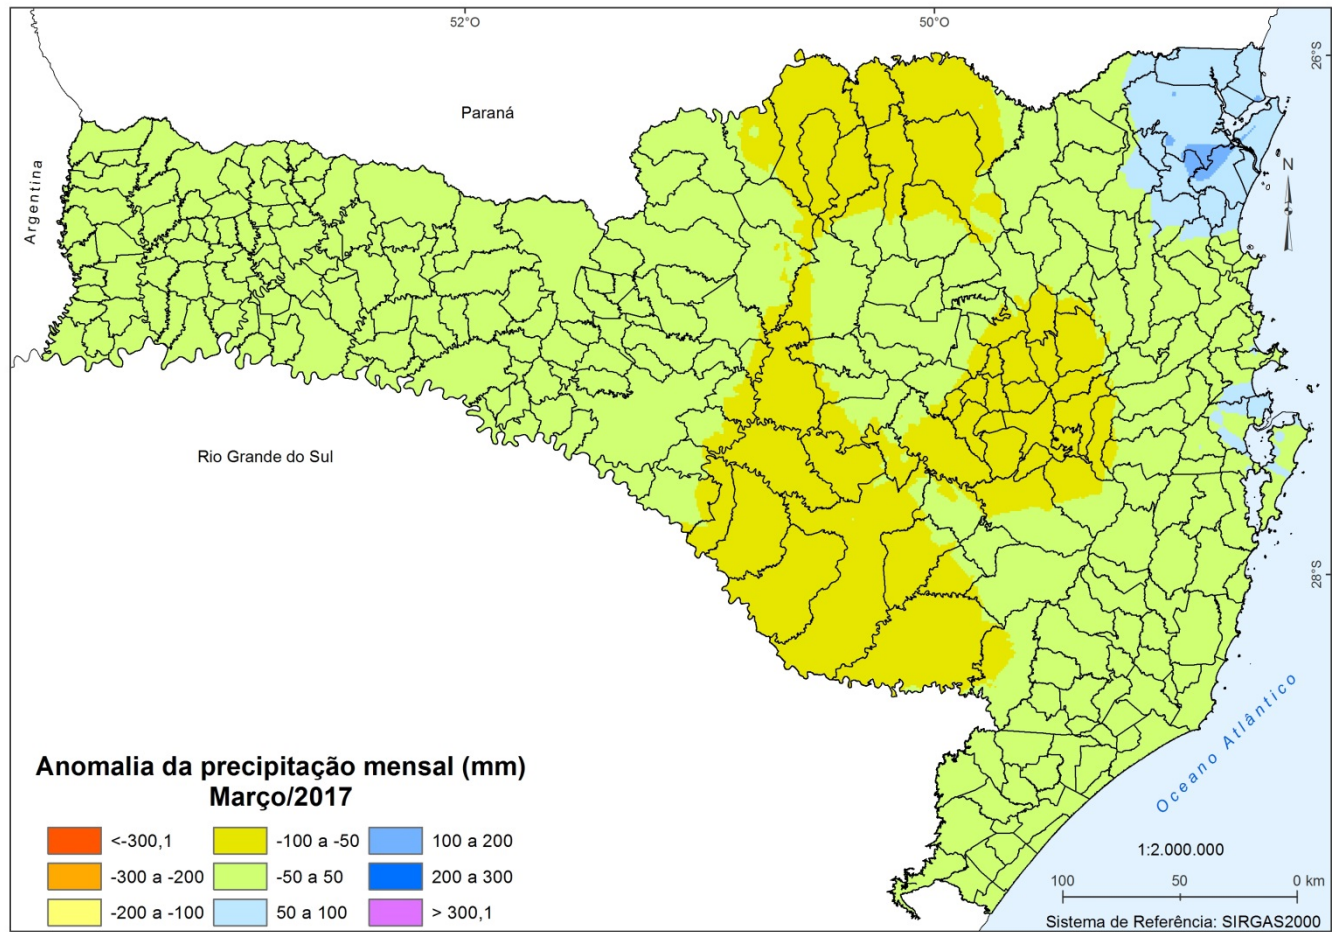 52°O
50°O
26°S
Paraná
Argentina
N
Rio Grande do Sul
28°S
Oceano Atlântico
Anomalia da precipitação mensal (mm)
Março/2017
<-300,1
-100 a -50
100 a 200
-300 a -200
-50 a 50
200 a 300
-200 a -100
50 a 100
> 300,1
1:2.000.000
100 50 0 km
Sistema de Referência: SIRGAS2000